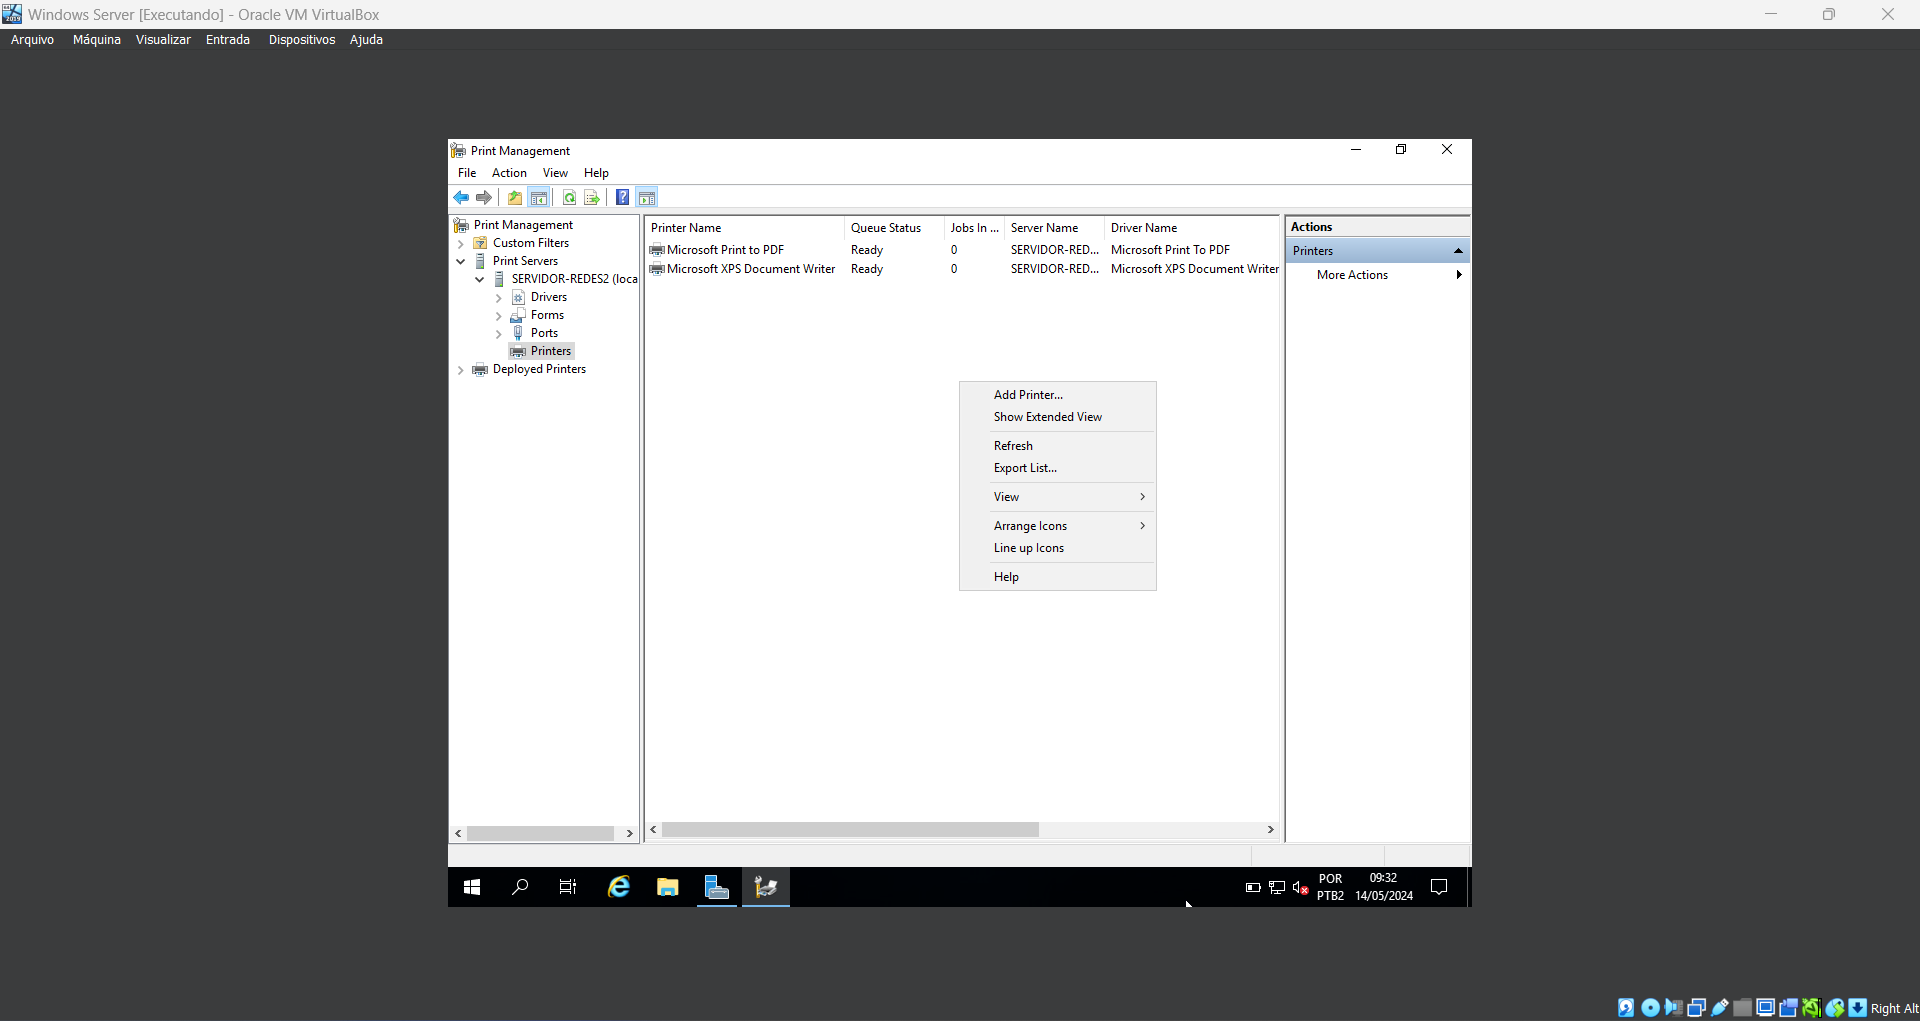 Windows Server [Executando] - Oracle VM VirtualBox
Arquivo Máquina Visualizar Entrada Dispositivos Ajuda
Print Management
File Action View Help
Print Management
Custom Filters
Print Servers
SERVIDOR-REDES2 (loca
Drivers
Forms
Ports
Printers
Deployed Printers
Printer Name Queue Status Jobs In ... Server Name Driver Name
Microsoft Print to PDF Ready 0 SERVIDOR-RED... Microsoft Print To PDF
Microsoft XPS Document Writer Ready 0 SERVIDOR-RED... Microsoft XPS Document Writer
Add Printer...
Show Extended View
Refresh
Export List...
View
Arrange Icons
Line up Icons
Help
Actions
Printers
More Actions
POR
PTB2
09:32
14/05/2024
Right Alt